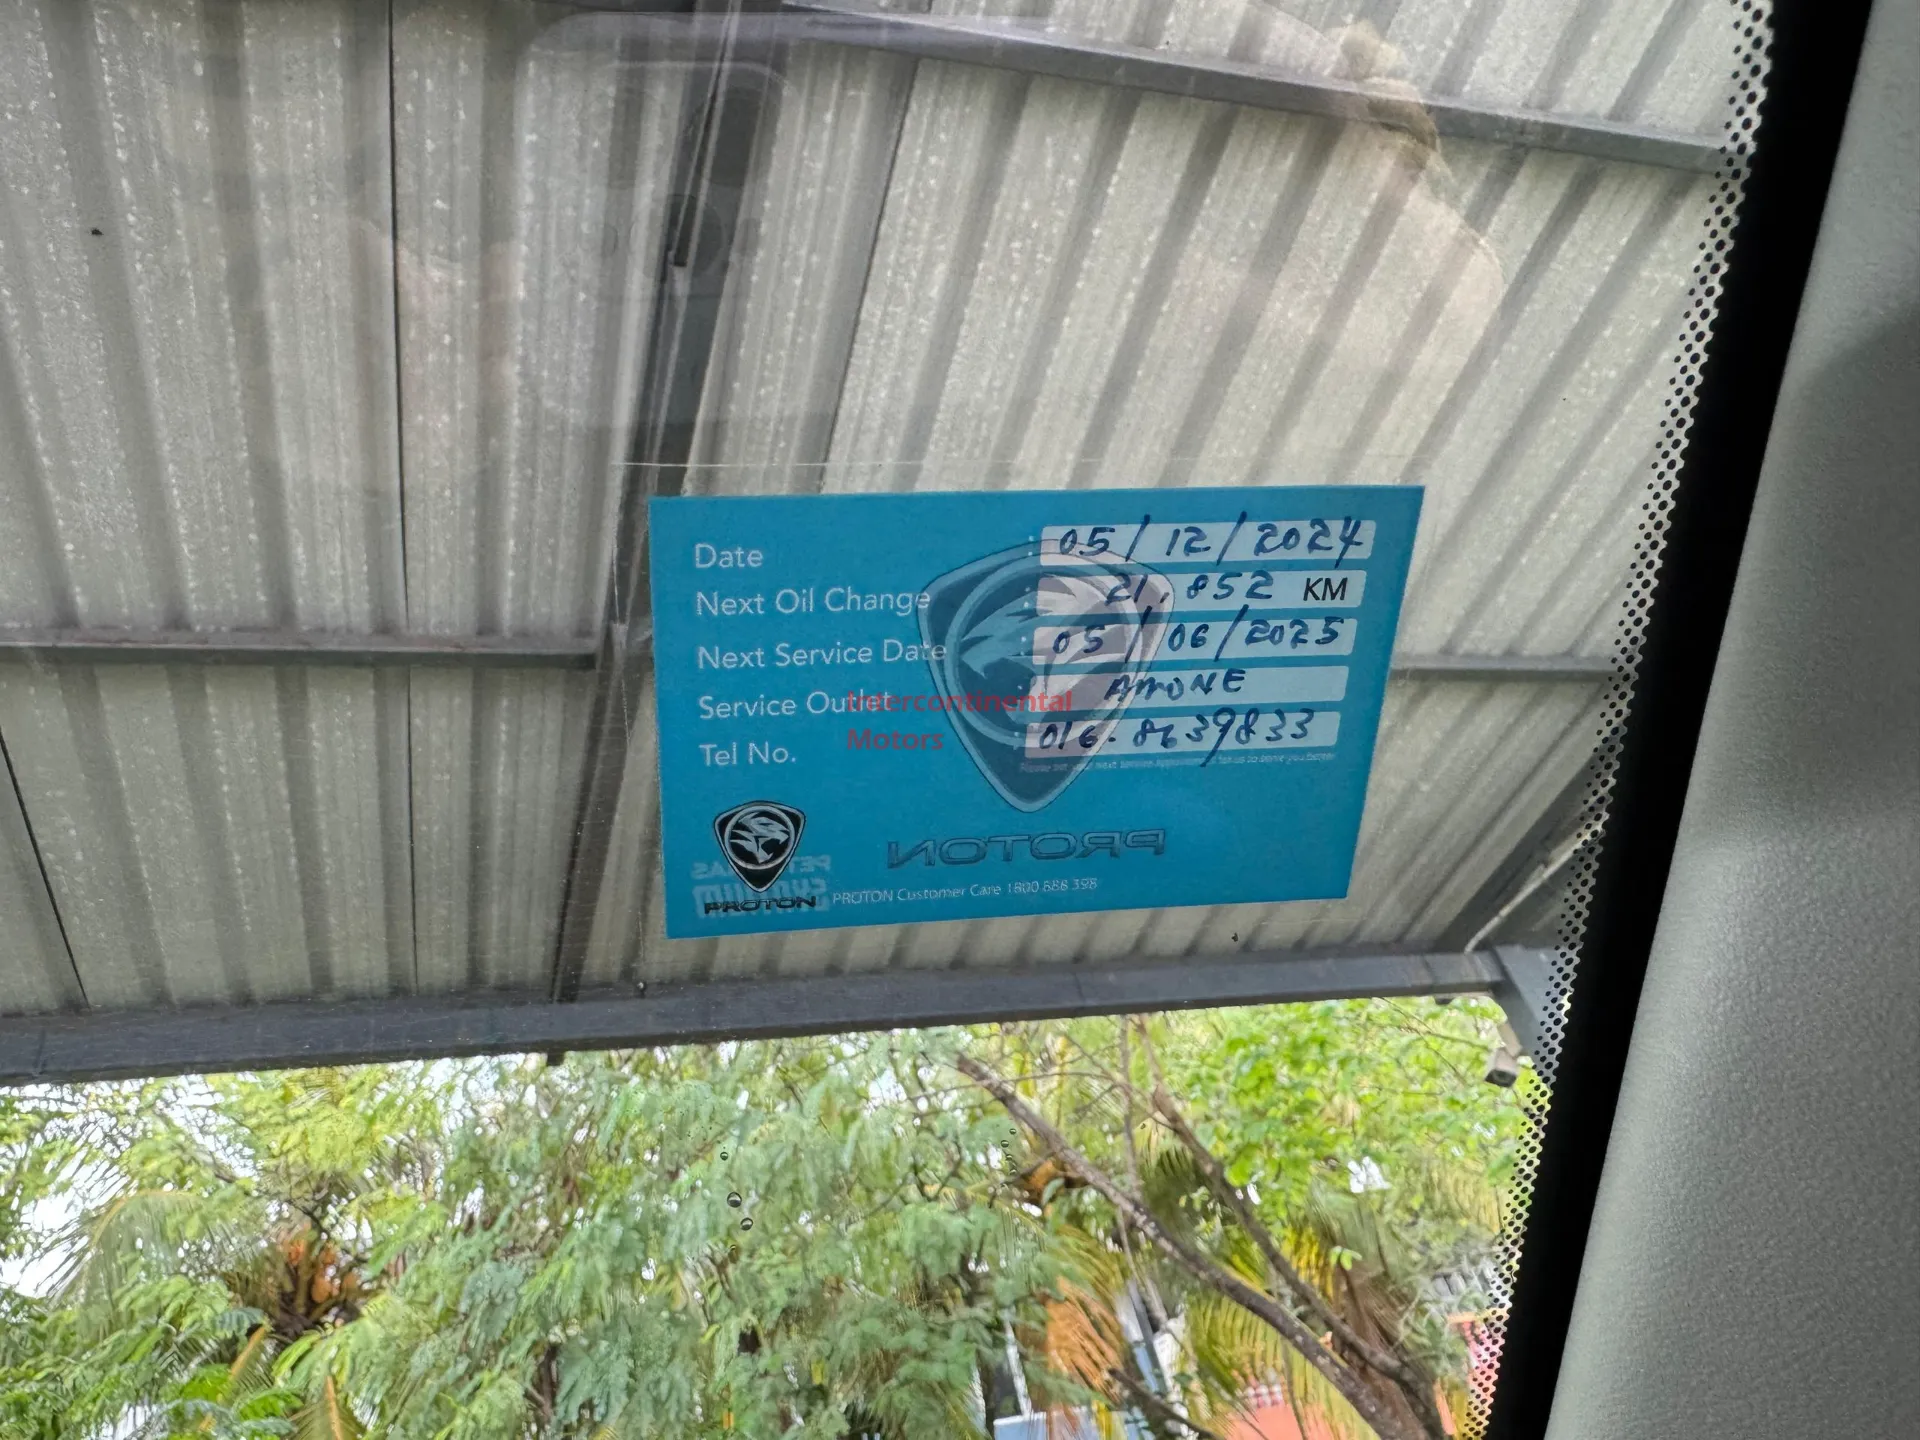 Date : 05/12/2024
Next Oil Change : 21,852 KM
Next Service Date : 05/06/2025
Service Outlet : AMONE
Tel No. : 016-8639833
Intercontinental
Motors
PROTON
PROTON
PROTON Customer Care 1800 888 398